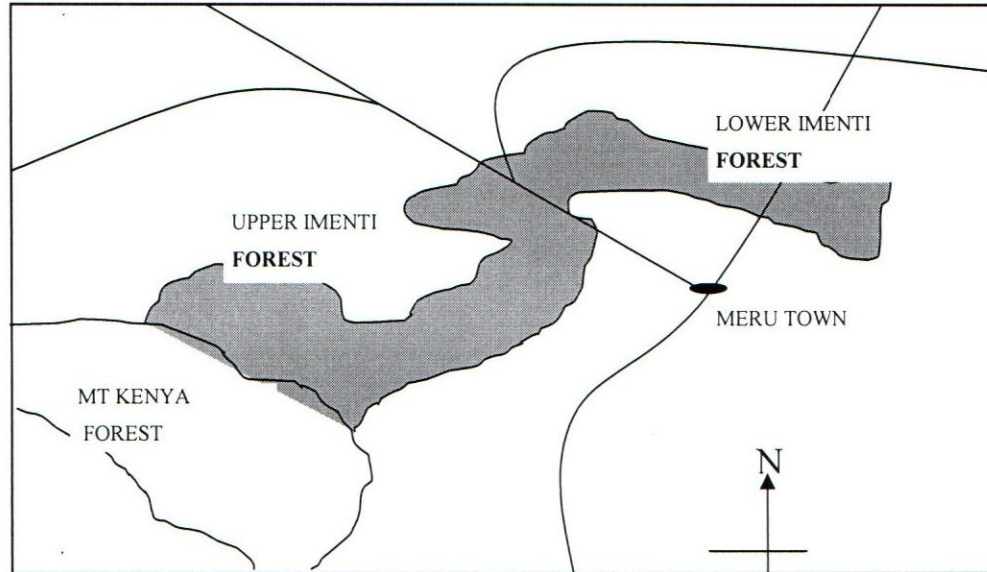 LOWER IMENTI
FOREST
UPPER IMENTI
FOREST
MERU TOWN
MT KENYA
FOREST
N